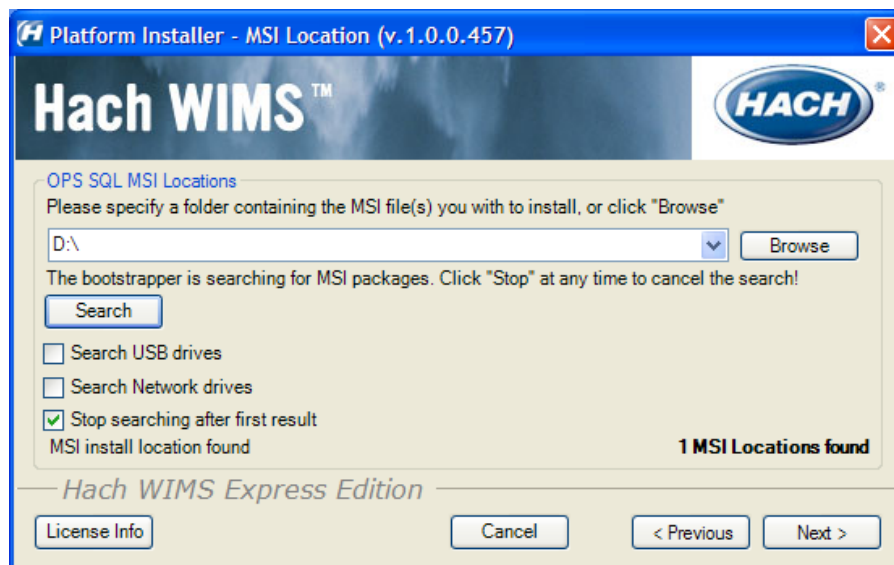 Platform Installer - MSI Location (v.1.0.0.457)
Hach WIMS™
HACH®
OPS SQL MSI Locations
Please specify a folder containing the MSI file(s) you with to install, or click "Browse"
D:\
Browse
The bootstrapper is searching for MSI packages. Click "Stop" at any time to cancel the search!
Search
Search USB drives
Search Network drives
Stop searching after first result
MSI install location found
1 MSI Locations found
Hach WIMS Express Edition
License Info
Cancel
< Previous
Next >